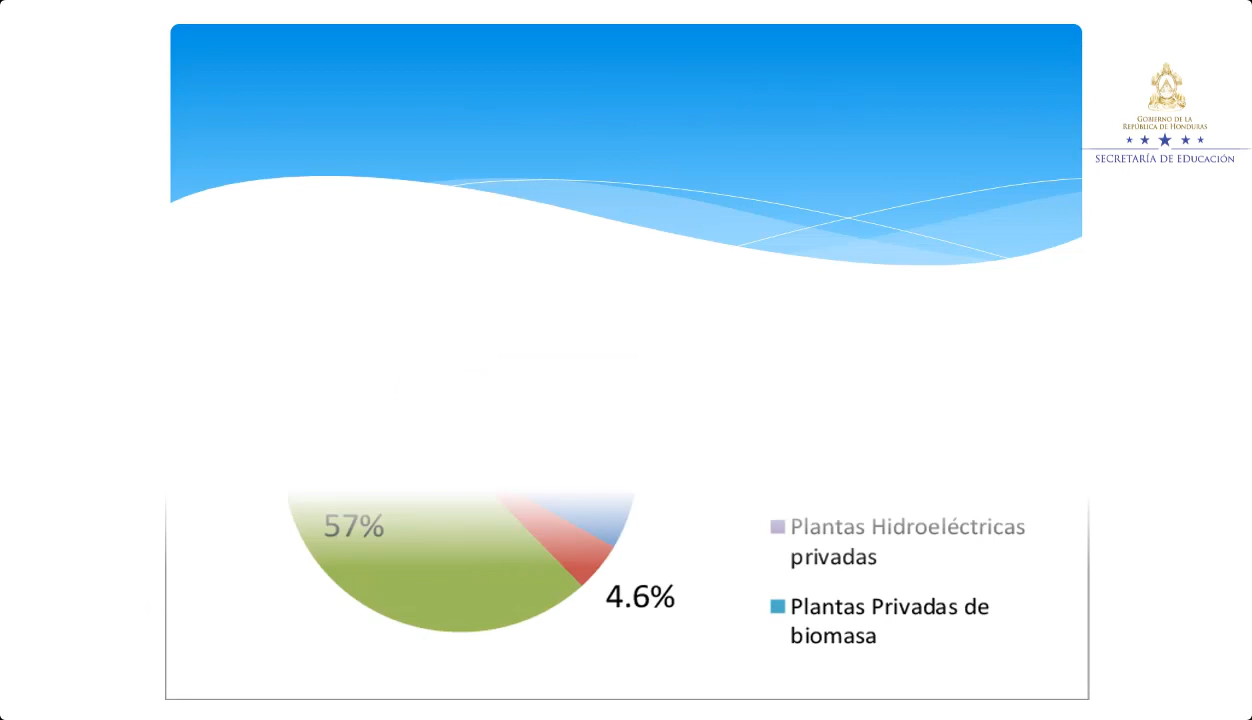 GOBIERNO DE LA
REPÚBLICA DE HONDURAS
SECRETARÍA DE EDUCACIÓN
57%
Plantas Hidroeléctricas
privadas
4.6%
Plantas Privadas de
biomasa